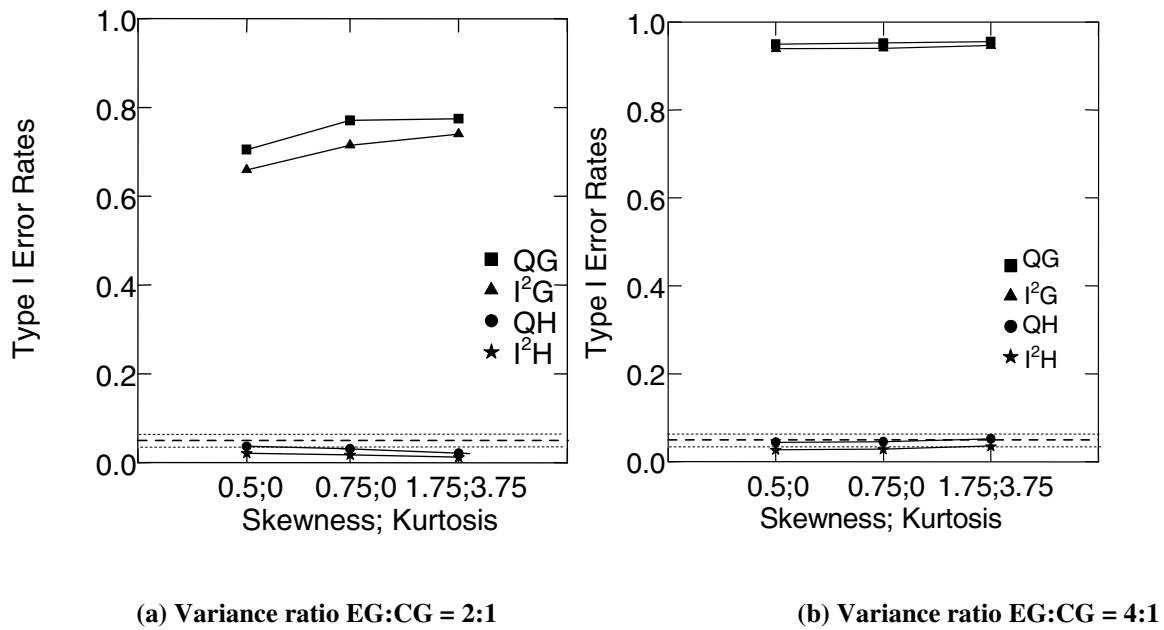 1.0
0.8
0.6
0.4
0.2
0.0
Type I Error Rates
QG
I²G
QH
I²H
0.5;0 0.75;0 1.75;3.75
Skewness; Kurtosis
(a) Variance ratio EG:CG = 2:1
1.0
0.8
0.6
0.4
0.2
0.0
Type I Error Rates
QG
I²G
QH
I²H
0.5;0 0.75;0 1.75;3.75
Skewness; Kurtosis
(b) Variance ratio EG:CG = 4:1